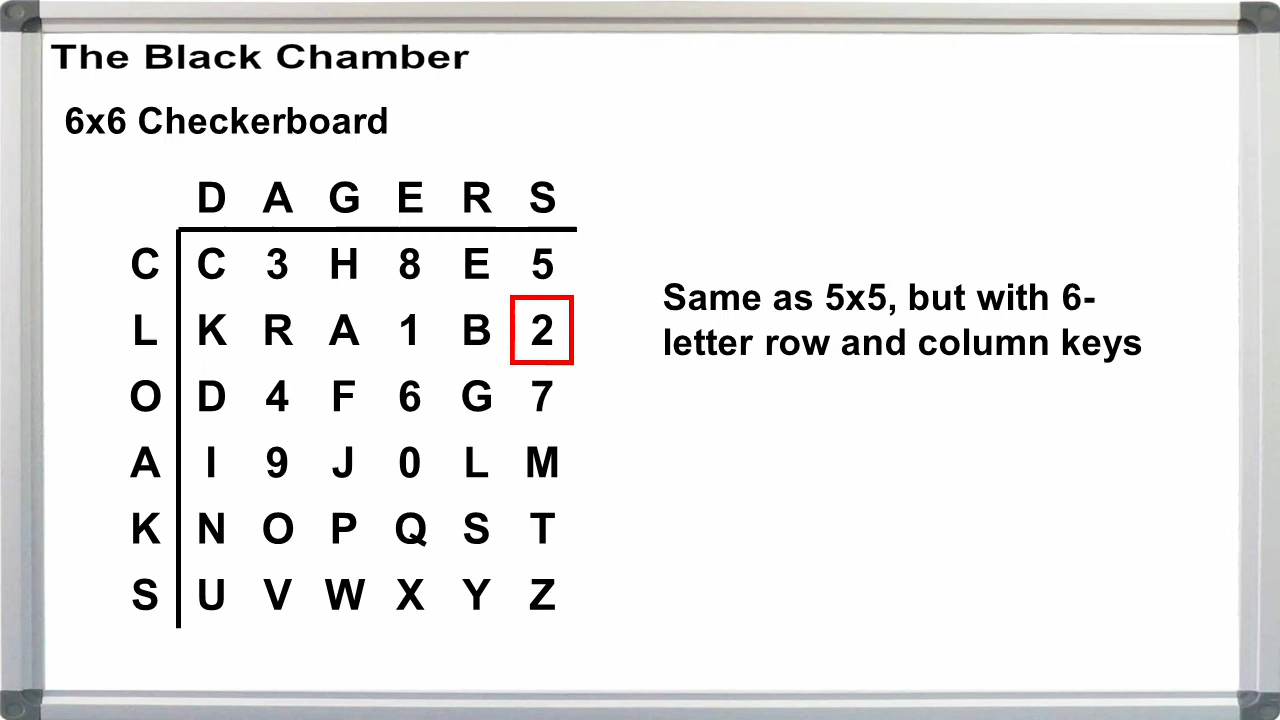 The Black Chamber
6x6 Checkerboard
D A G E R S
C C 3 H 8 E 5
L K R A 1 B 2
O D 4 F 6 G 7
A I 9 J 0 L M
K N O P Q S T
S U V W X Y Z
Same as 5x5, but with 6-
letter row and column keys